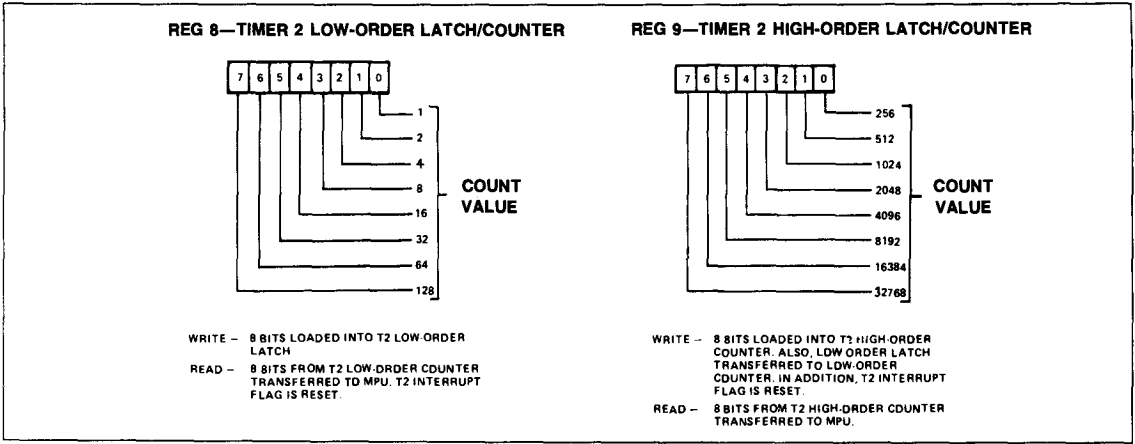 REG 8—TIMER 2 LOW-ORDER LATCH/COUNTER
7 6 5 4 3 2 1 0
1
2
4
8
16
32
64
128
COUNT
VALUE
WRITE – 8 BITS LOADED INTO T2 LOW-ORDER
LATCH
READ – 8 BITS FROM T2 LOW-ORDER COUNTER
TRANSFERRED TO MPU. T2 INTERRUPT
FLAG IS RESET.
REG 9—TIMER 2 HIGH-ORDER LATCH/COUNTER
7 6 5 4 3 2 1 0
256
512
1024
2048
4096
8192
16384
32768
COUNT
VALUE
WRITE – 8 BITS LOADED INTO T2 HIGH-ORDER
COUNTER. ALSO, LOW ORDER LATCH
TRANSFERRED TO LOW-ORDER
COUNTER. IN ADDITION, T2 INTERRUPT
FLAG IS RESET.
READ – 8 BITS FROM T2 HIGH-ORDER COUNTER
TRANSFERRED TO MPU.